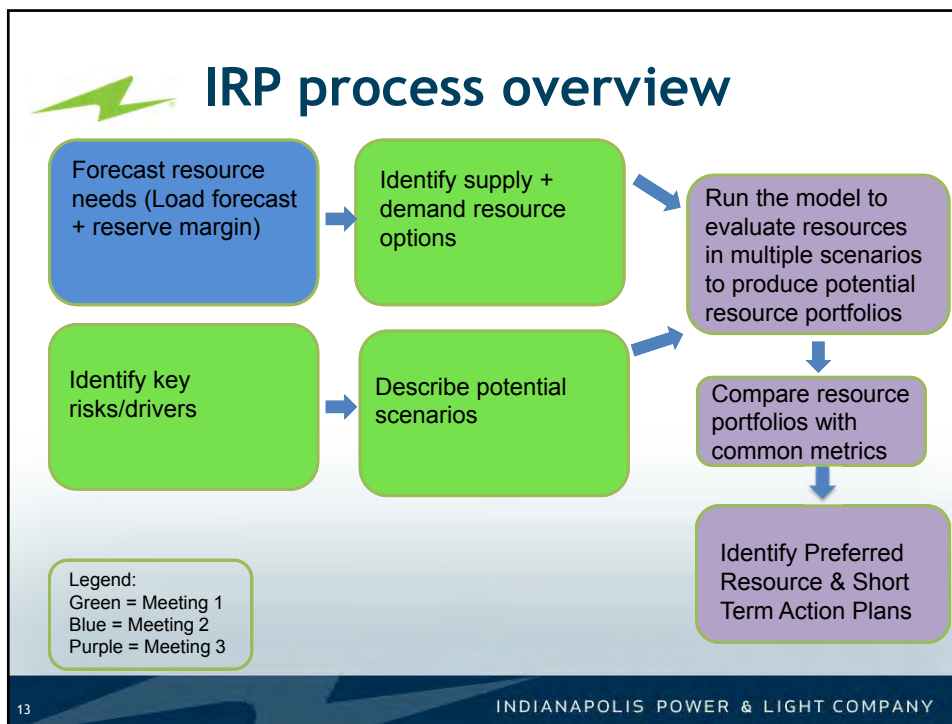 IRP process overview
Forecast resource
needs (Load forecast
+ reserve margin)
Identify supply +
demand resource
options
Run the model to
evaluate resources
in multiple scenarios
to produce potential
resource portfolios
Identify key
risks/drivers
Describe potential
scenarios
Compare resource
portfolios with
common metrics
Identify Preferred
Resource & Short
Term Action Plans
Legend:
Green = Meeting 1
Blue = Meeting 2
Purple = Meeting 3
13
INDIANAPOLIS POWER & LIGHT COMPANY